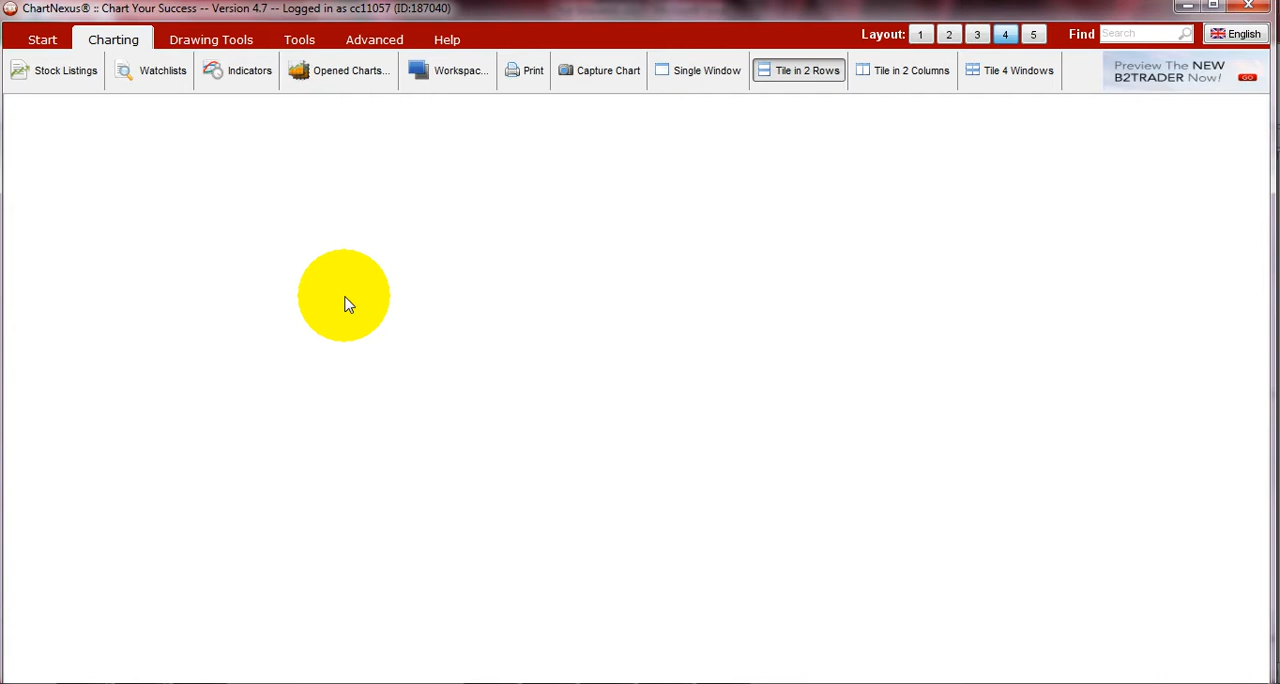 ChartNexus® :: Chart Your Success -- Version 4.7 -- Logged in as cc11057 (ID:187040)
Start Charting Drawing Tools Tools Advanced Help Layout: 1 2 3 4 5 Find Search English
Stock Listings Watchlists Indicators Opened Charts... Workspac... Print Capture Chart Single Window Tile in 2 Rows Tile in 2 Columns Tile 4 Windows
Preview The NEW
B2TRADER Now! GO